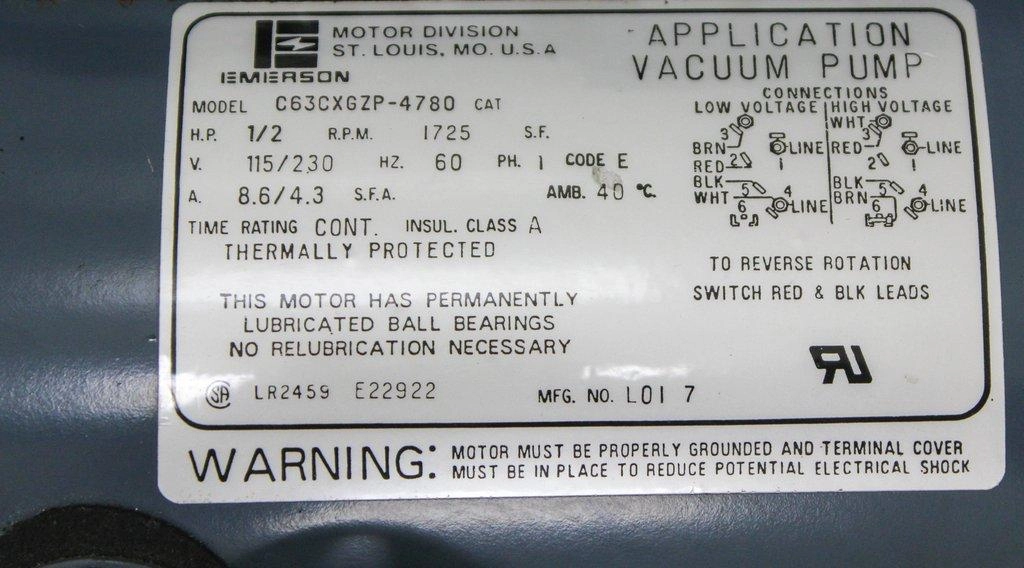 MOTOR DIVISION
ST. LOUIS, MO. U.S.A
EMERSON
APPLICATION
VACUUM PUMP
MODEL C63CXGZP-4780 CAT
H.P. 1/2 R.P.M. 1725 S.F.
V. 115/230 HZ. 60 PH. 1 CODE E
A. 8.6/4.3 S.F.A. AMB. 40 °C.
TIME RATING CONT. INSUL. CLASS A
THERMALLY PROTECTED
THIS MOTOR HAS PERMANENTLY
LUBRICATED BALL BEARINGS
NO RELUBRICATION NECESSARY
SA LR2459 E22922 MFG. NO. L01 7
CONNECTIONS
LOW VOLTAGE HIGH VOLTAGE
WHT
3 3
BRN LINE RED LINE
RED 2 1 2 1
BLK 5 4 BLK 5 4
WHT 6 LINE BRN 6 LINE
TO REVERSE ROTATION
SWITCH RED & BLK LEADS
RU
WARNING: MOTOR MUST BE PROPERLY GROUNDED AND TERMINAL COVER
MUST BE IN PLACE TO REDUCE POTENTIAL ELECTRICAL SHOCK